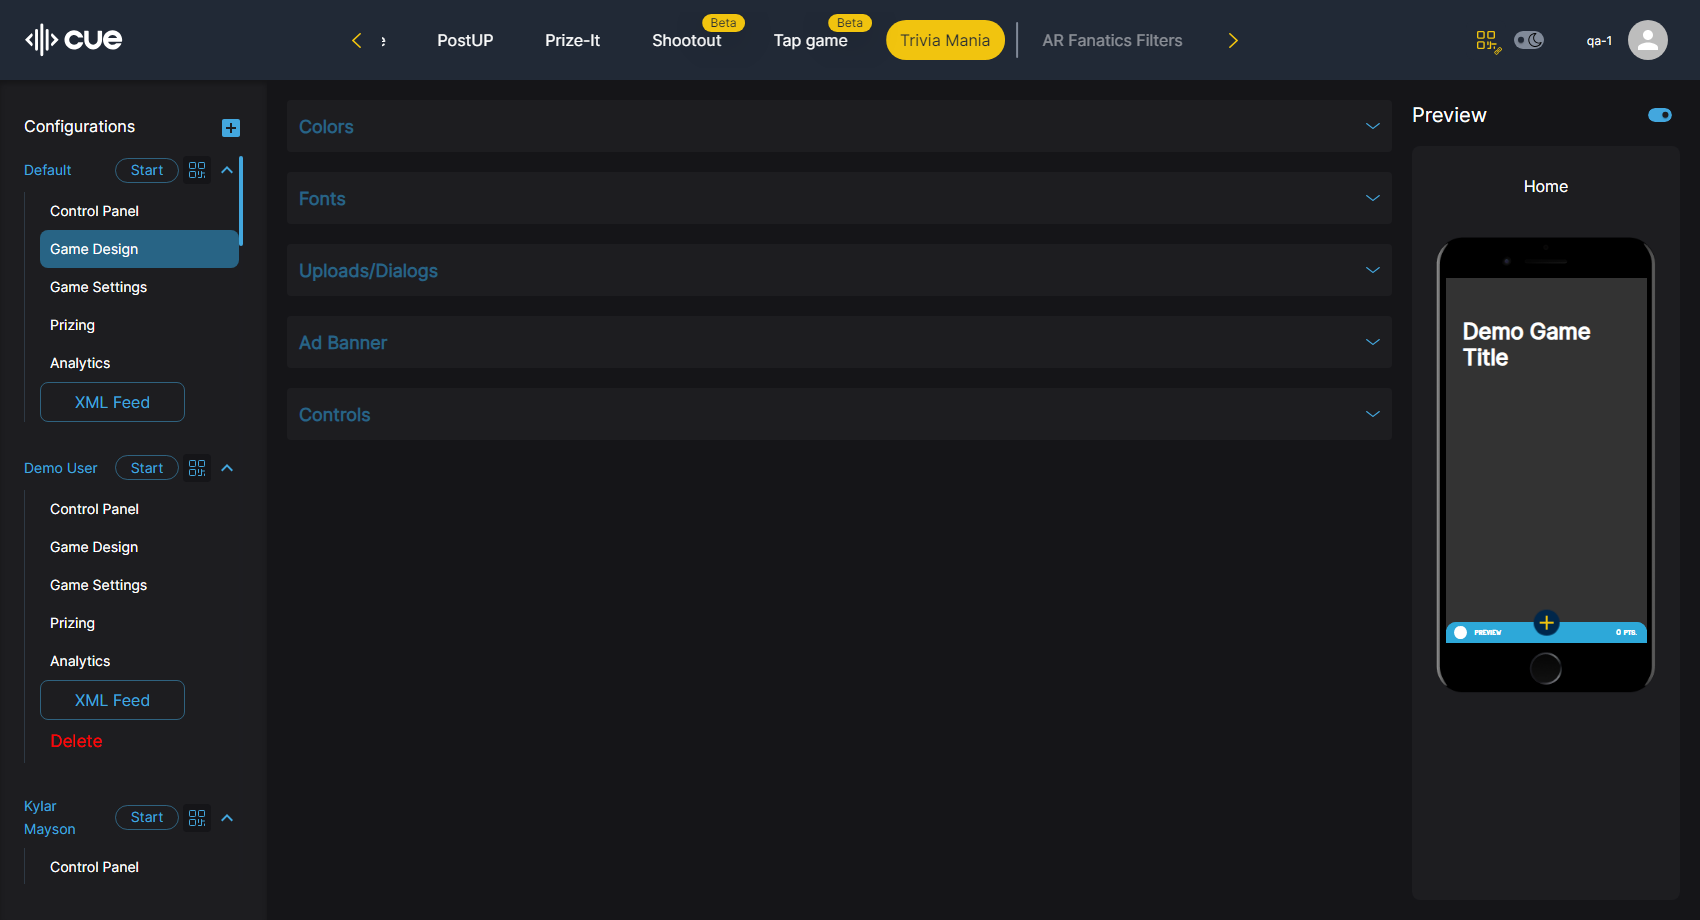 cue
PostUP
Prize-It
Shootout
Beta
Tap game
Beta
Trivia Mania
AR Fanatics Filters
qa-1
Configurations
Default
Start
Control Panel
Game Design
Game Settings
Prizing
Analytics
XML Feed
Demo User
Start
Control Panel
Game Design
Game Settings
Prizing
Analytics
XML Feed
Delete
Kylar
Mayson
Start
Control Panel
Colors
Fonts
Uploads/Dialogs
Ad Banner
Controls
Preview
Home
Demo Game
Title
PREVIEW
0 PTS.